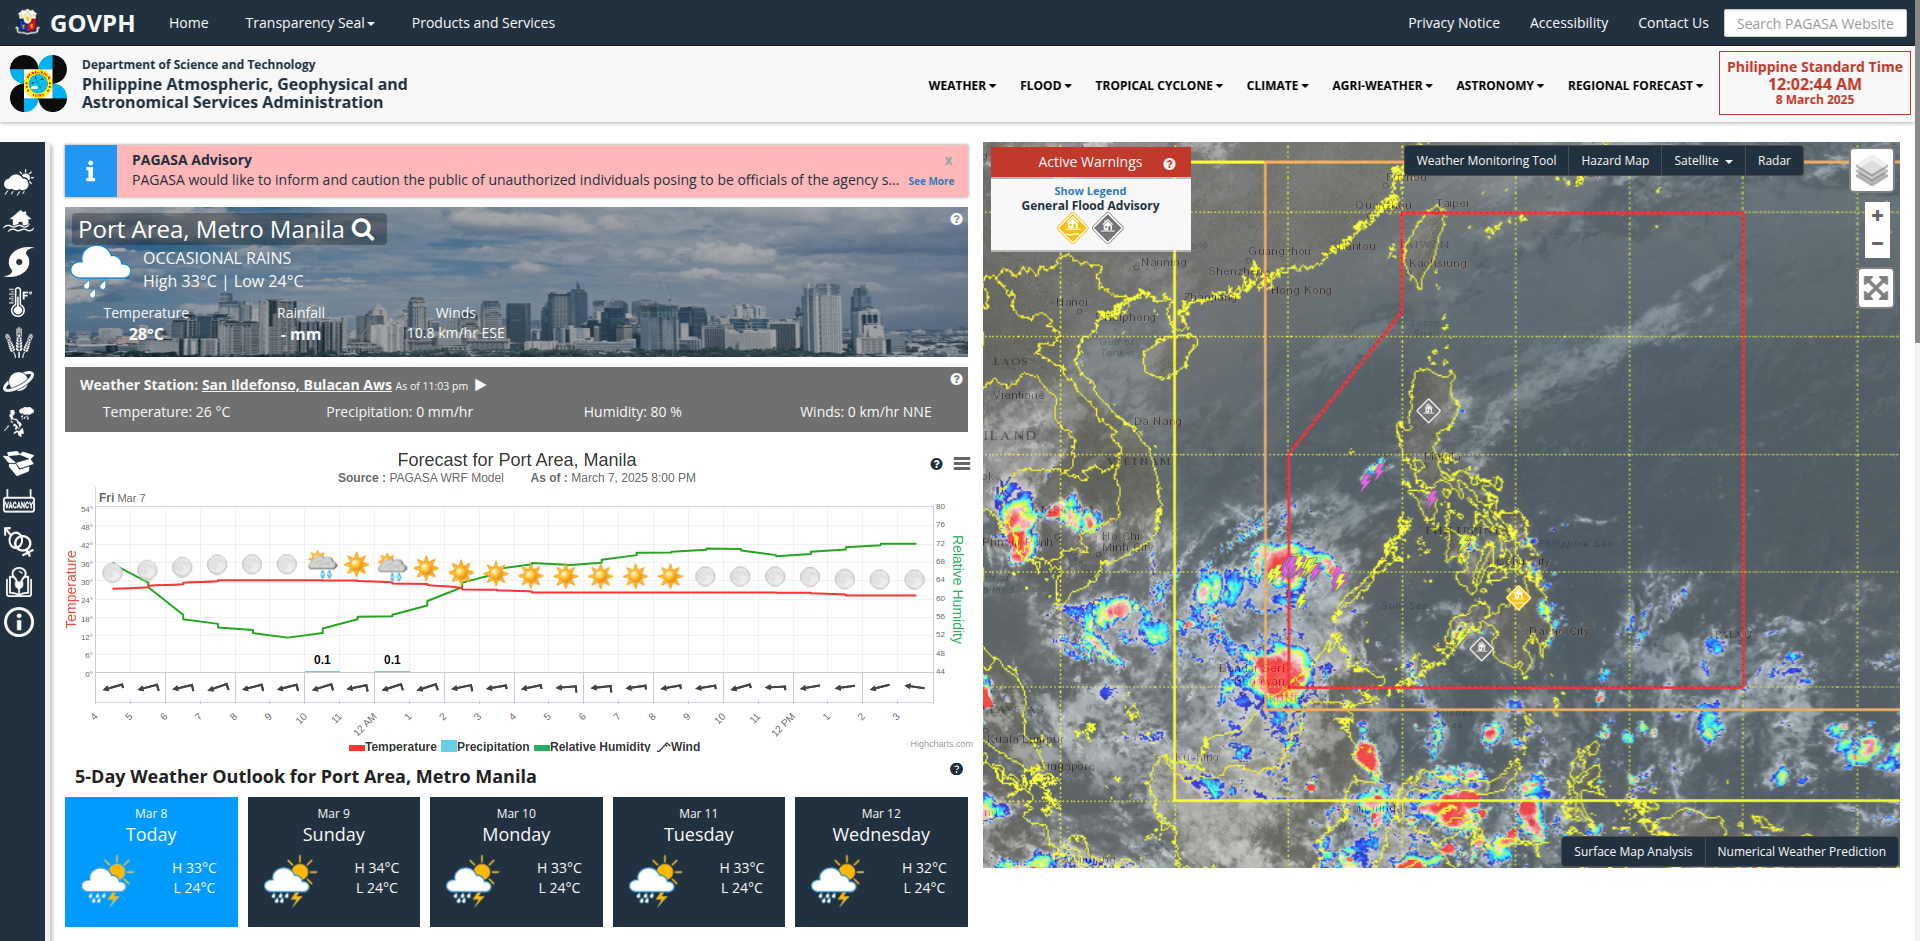 GOVPH
Home
Transparency Seal
Products and Services
Privacy Notice
Accessibility
Contact Us
Search PAGASA Website
Department of Science and Technology
Philippine Atmospheric, Geophysical and
Astronomical Services Administration
WEATHER
FLOOD
TROPICAL CYCLONE
CLIMATE
AGRI-WEATHER
ASTRONOMY
REGIONAL FORECAST
Philippine Standard Time
12:02:44 AM
8 March 2025
PAGASA Advisory
x
PAGASA would like to inform and caution the public of unauthorized individuals posing to be officials of the agency s... See More
Port Area, Metro Manila
OCCASIONAL RAINS
High 33°C | Low 24°C
Temperature
28°C
Rainfall
- mm
Winds
10.8 km/hr ESE
Weather Station: San Ildefonso, Bulacan Aws As of 11:03 pm
Temperature: 26 °C
Precipitation: 0 mm/hr
Humidity: 80 %
Winds: 0 km/hr NNE
Forecast for Port Area, Manila
Source : PAGASA WRF Model As of : March 7, 2025 8:00 PM
Fri Mar 7
Temperature
54°
48°
42°
36°
30°
24°
18°
12°
6°
0°
80
76
72
68
64
60
56
52
48
44
Relative Humidity
0.1
0.1
4
5
6
7
8
9
10
11
12 AM
1
2
3
4
5
6
7
8
9
10
11
12 PM
1
2
3
Temperature
Precipitation
Relative Humidity
Wind
Highcharts.com
5-Day Weather Outlook for Port Area, Metro Manila
Mar 8
Today
H 33°C
L 24°C
Mar 9
Sunday
H 34°C
L 24°C
Mar 10
Monday
H 33°C
L 24°C
Mar 11
Tuesday
H 33°C
L 24°C
Mar 12
Wednesday
H 32°C
L 24°C
VACANCY
Active Warnings
Show Legend
General Flood Advisory
Weather Monitoring Tool
Hazard Map
Satellite
Radar
+
−
Taipei
Kaohsiung
Guangzhou
Shenzhen
Hong Kong
Nanning
Hanoi
LAOS
Vientiane
Da Nang
VIETNAM
Ho Chi
Minh City
Philippine Sea
Davao City
PALAU
Kuala Lumpur
Singapore
Kuching
Surface Map Analysis
Numerical Weather Prediction